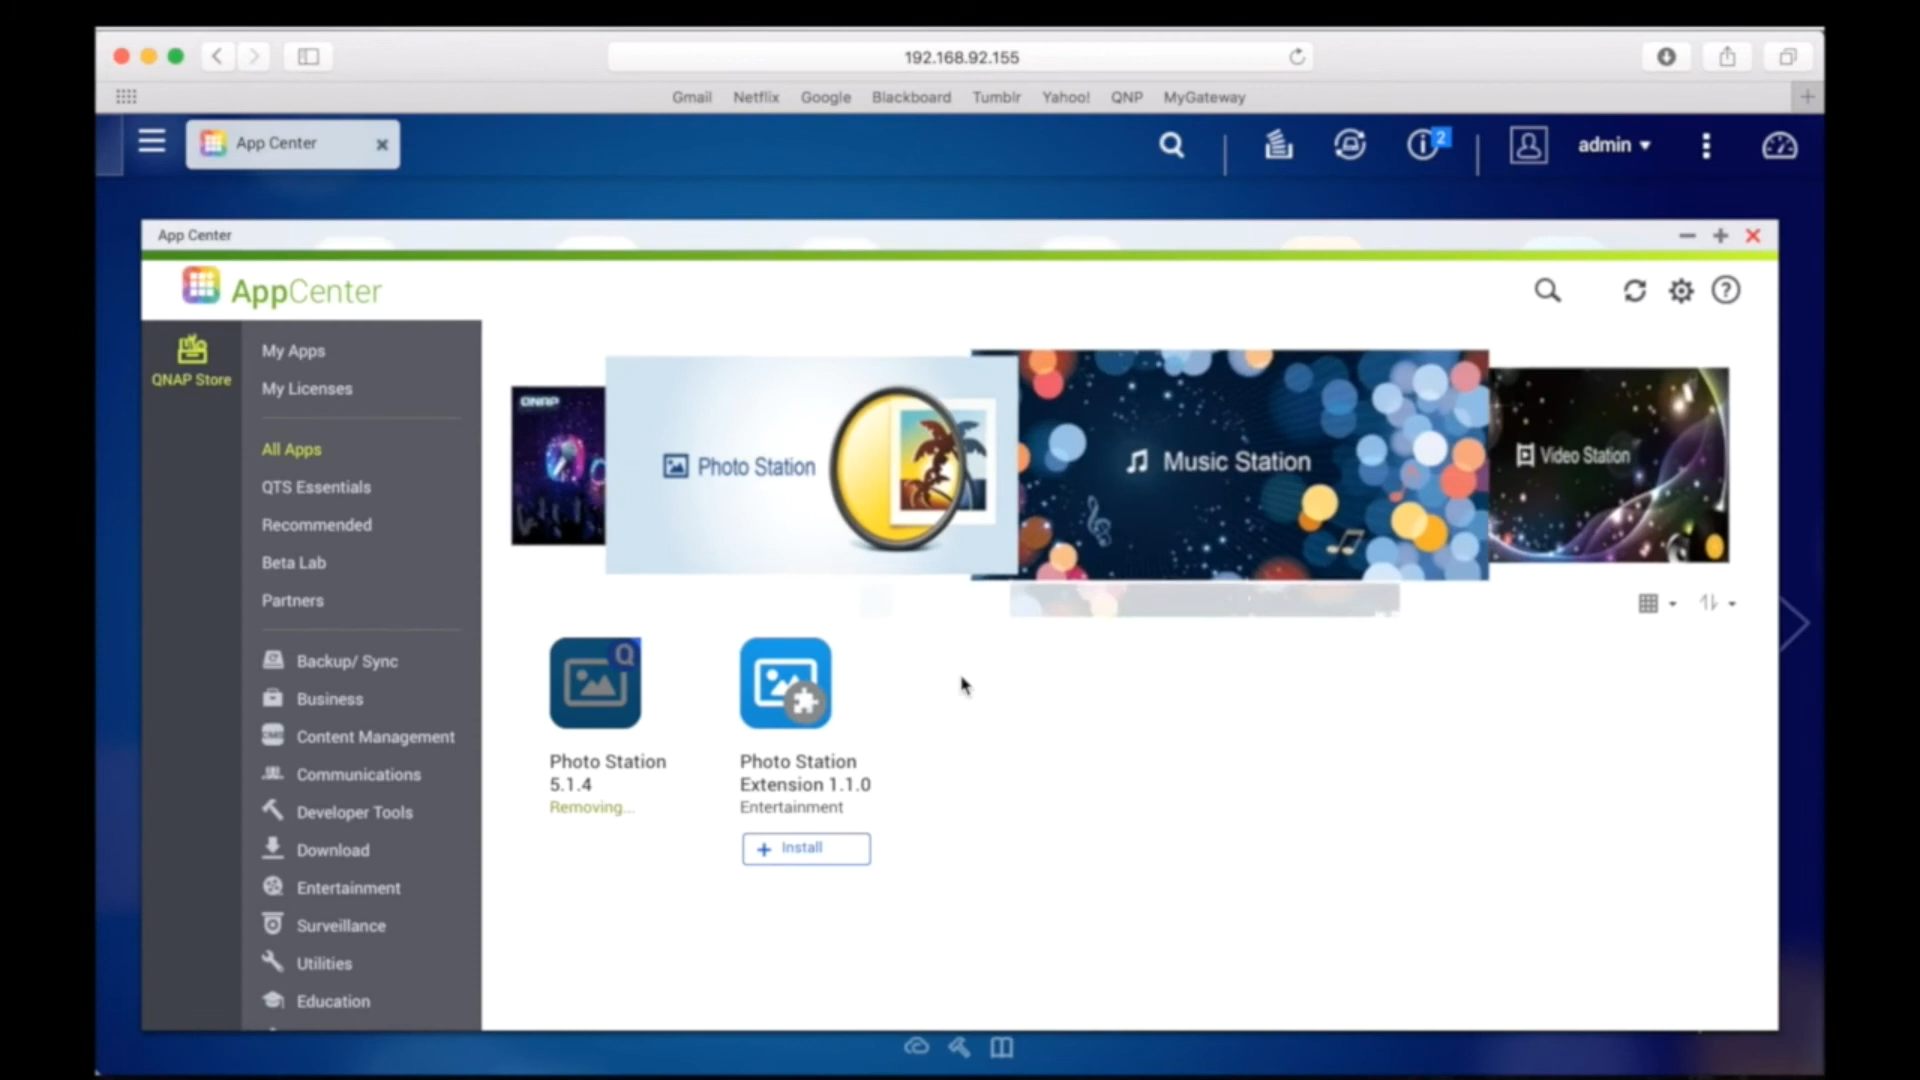 192.168.92.155
Gmail Netflix Google Blackboard Tumblr Yahoo! QNP MyGateway
App Center
2
admin
App Center
AppCenter
QNAP Store
My Apps
My Licenses
All Apps
QTS Essentials
Recommended
Beta Lab
Partners
Backup/ Sync
Business
Content Management
Communications
Developer Tools
Download
Entertainment
Surveillance
Utilities
Education
QNAP
Photo Station
Music Station
Video Station
Q
Photo Station
5.1.4
Removing...
Photo Station
Extension 1.1.0
Entertainment
+ Install